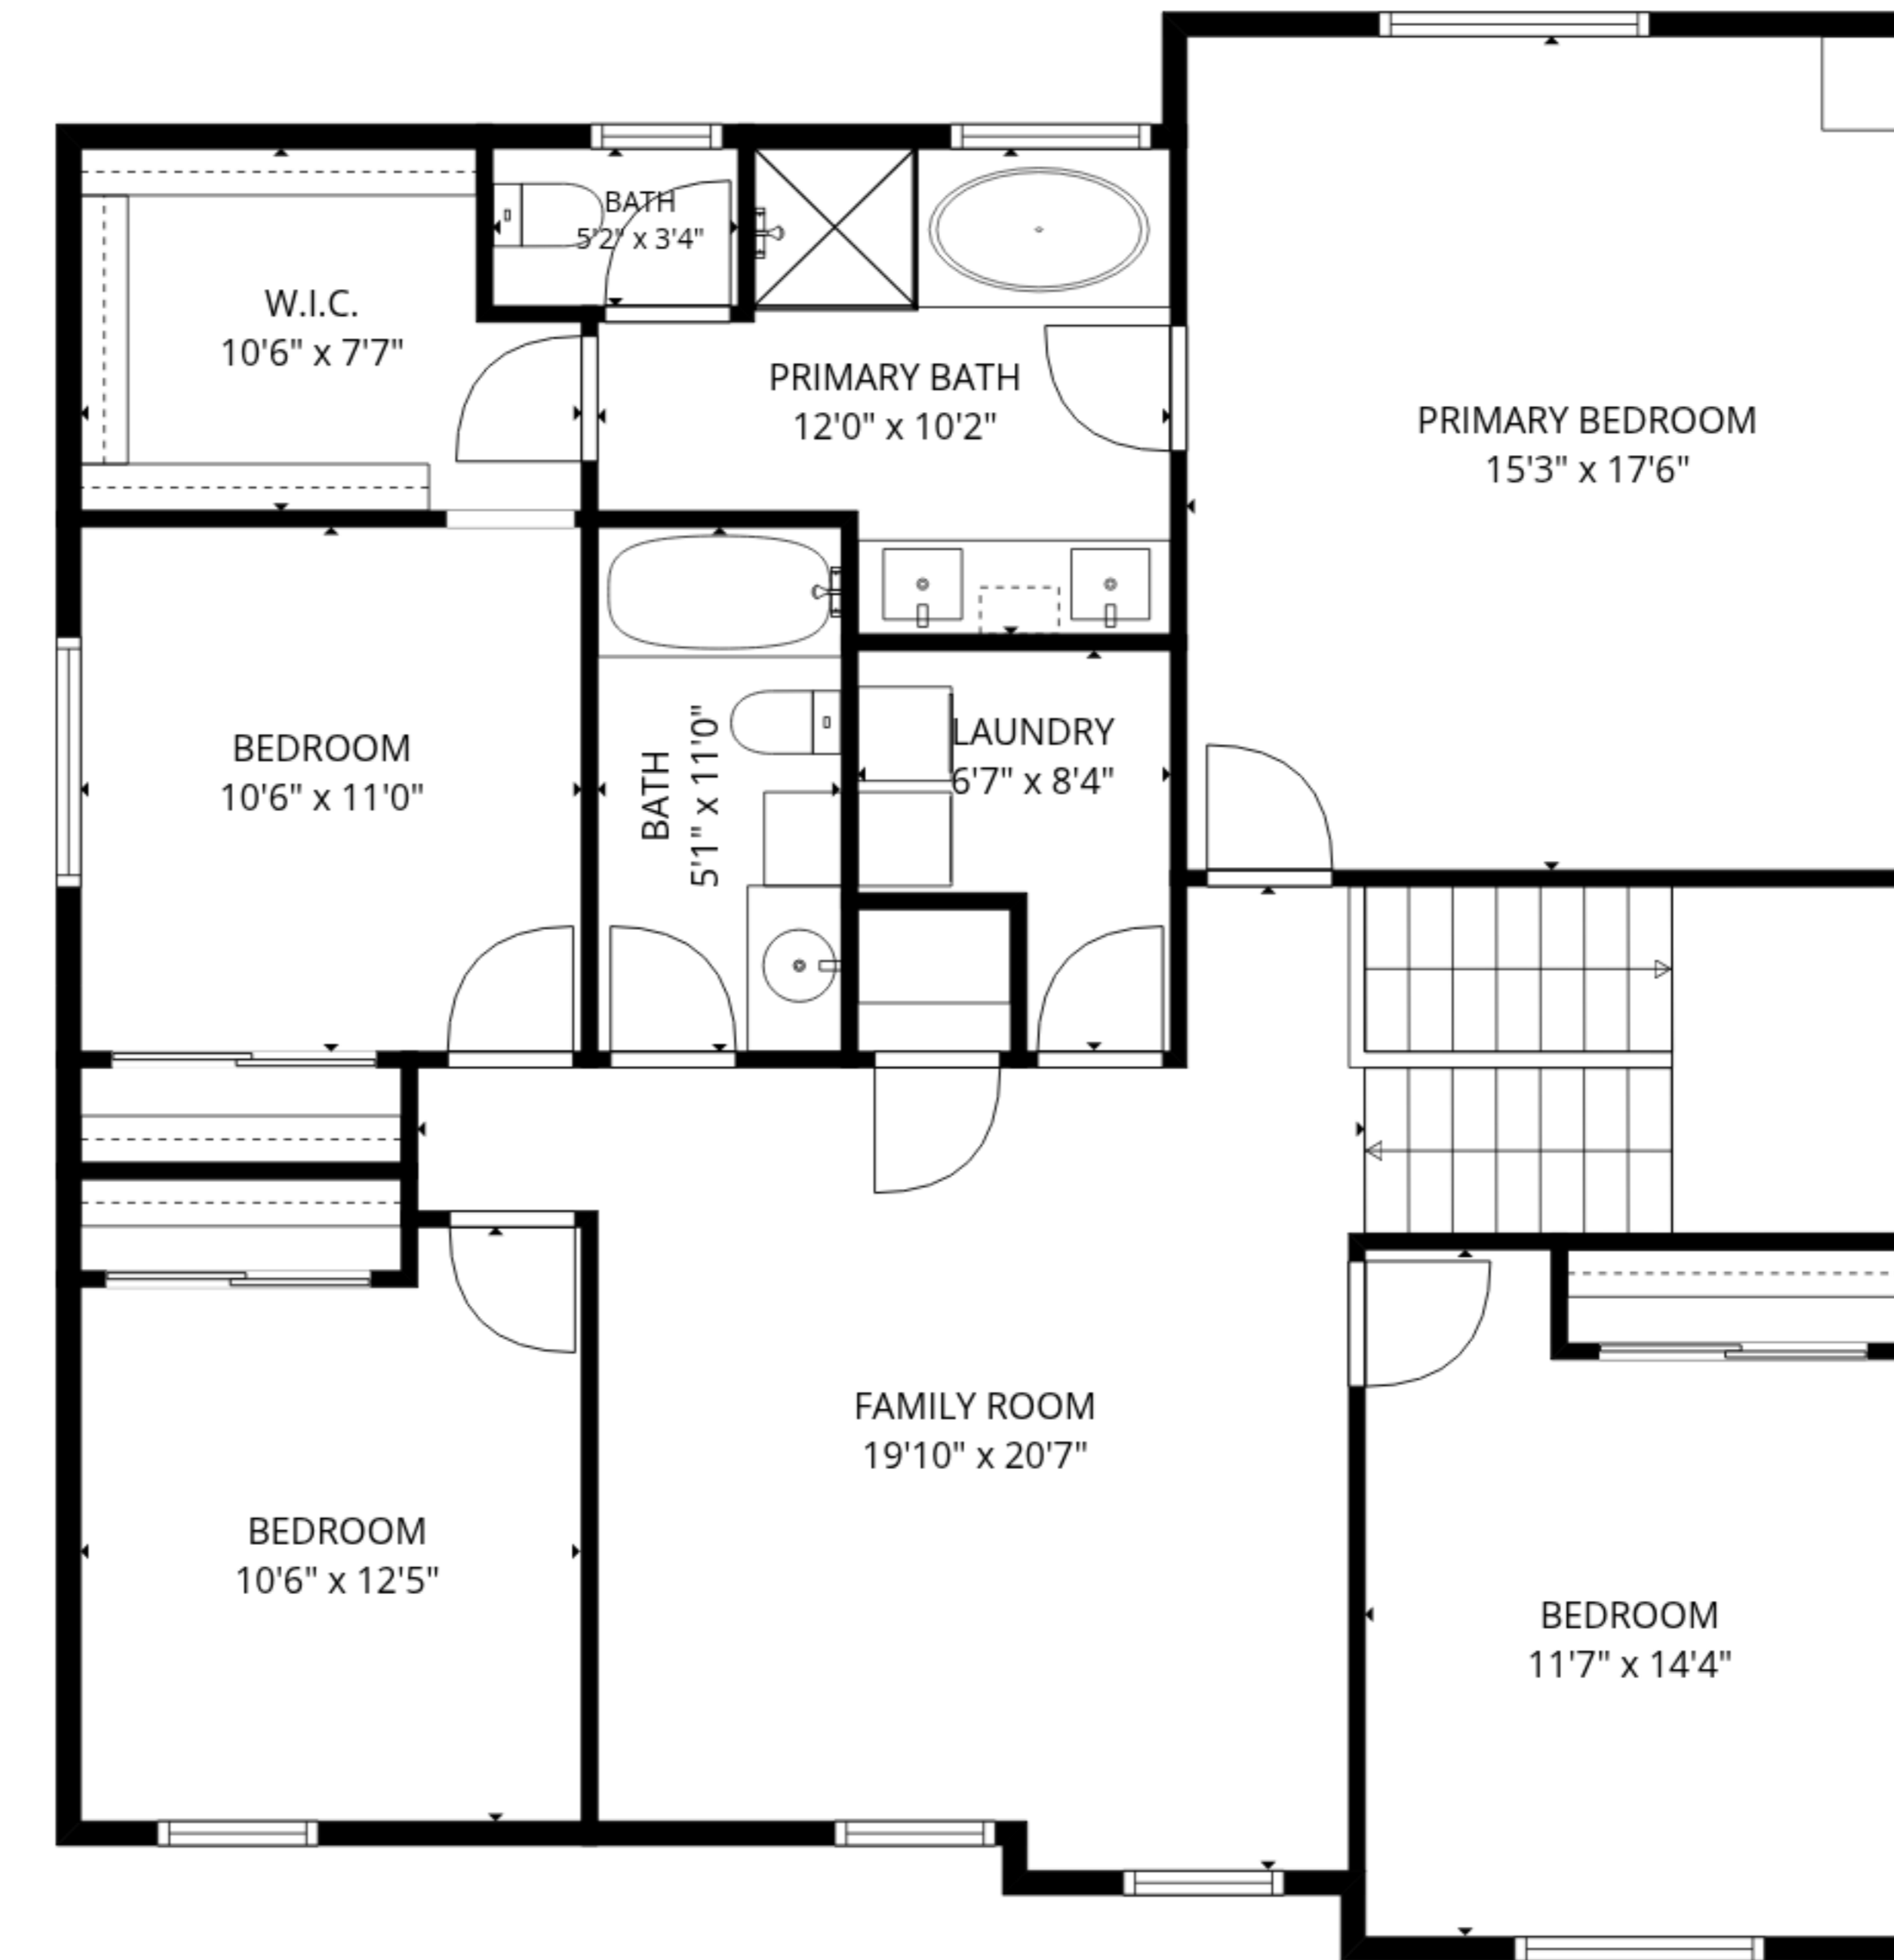 BATH
5'2" x 3'4"
W.I.C.
10'6" x 7'7"
PRIMARY BATH
12'0" x 10'2"
PRIMARY BEDROOM
15'3" x 17'6"
BEDROOM
10'6" x 11'0"
BATH
5'1" x 11'0"
LAUNDRY
6'7" x 8'4"
FAMILY ROOM
19'10" x 20'7"
BEDROOM
10'6" x 12'5"
BEDROOM
11'7" x 14'4"